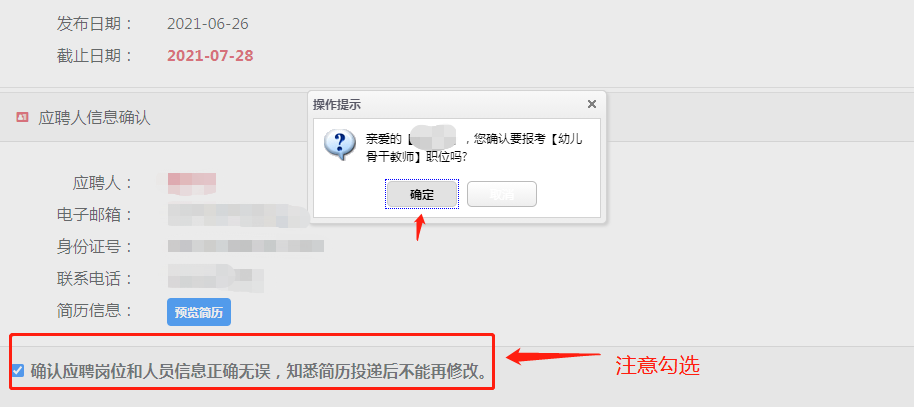 发布日期： 2021-06-26
截止日期： 2021-07-28
应聘人信息确认
操作提示
亲爱的【 ，您确认要报考【幼儿
骨干教师】职位吗?
确定 取消
应聘人：
电子邮箱：
身份证号：
联系电话：
简历信息： 预览简历
确认应聘岗位和人员信息正确无误，知悉简历投递后不能再修改。
注意勾选